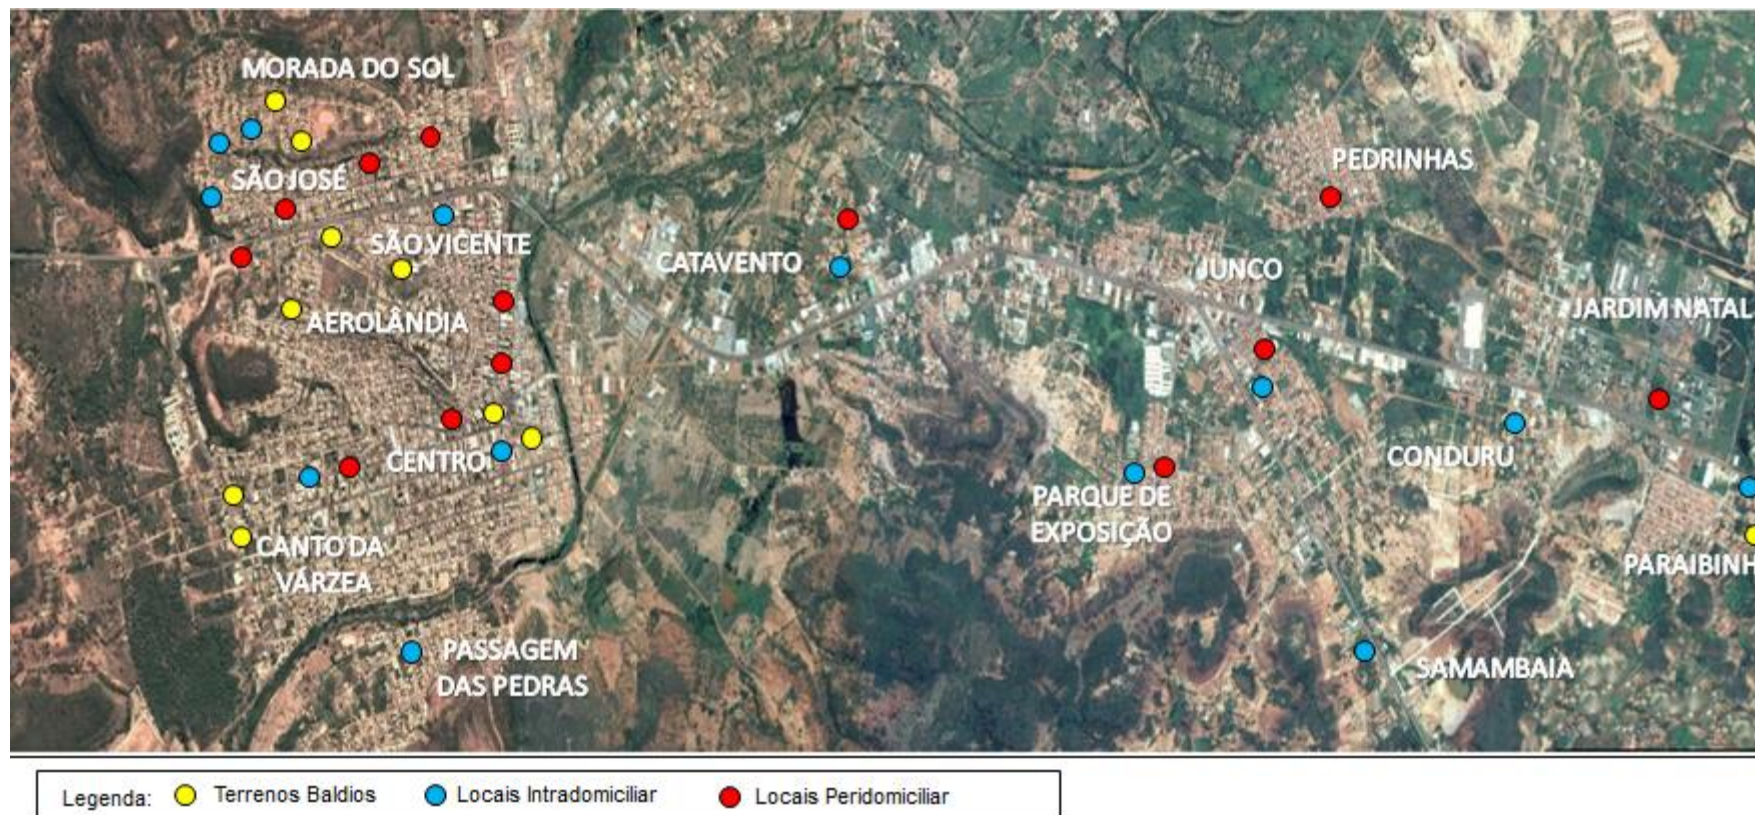 MORADA DO SOL
SÃO JOSÉ
SÃO VICENTE
AEROLÂNDIA
CENTRO
CANTO DA
VÁRZEA
PASSAGEM
DAS PEDRAS
CATAVENTO
PEDRINHAS
JUNCO
JARDIM NATAL
CONDURU
PARQUE DE
EXPOSIÇÃO
PARAIBINH
SAMAMBAIA
Legenda: Terrenos Baldios Locais Intradomiciliar Locais Peridomiciliar